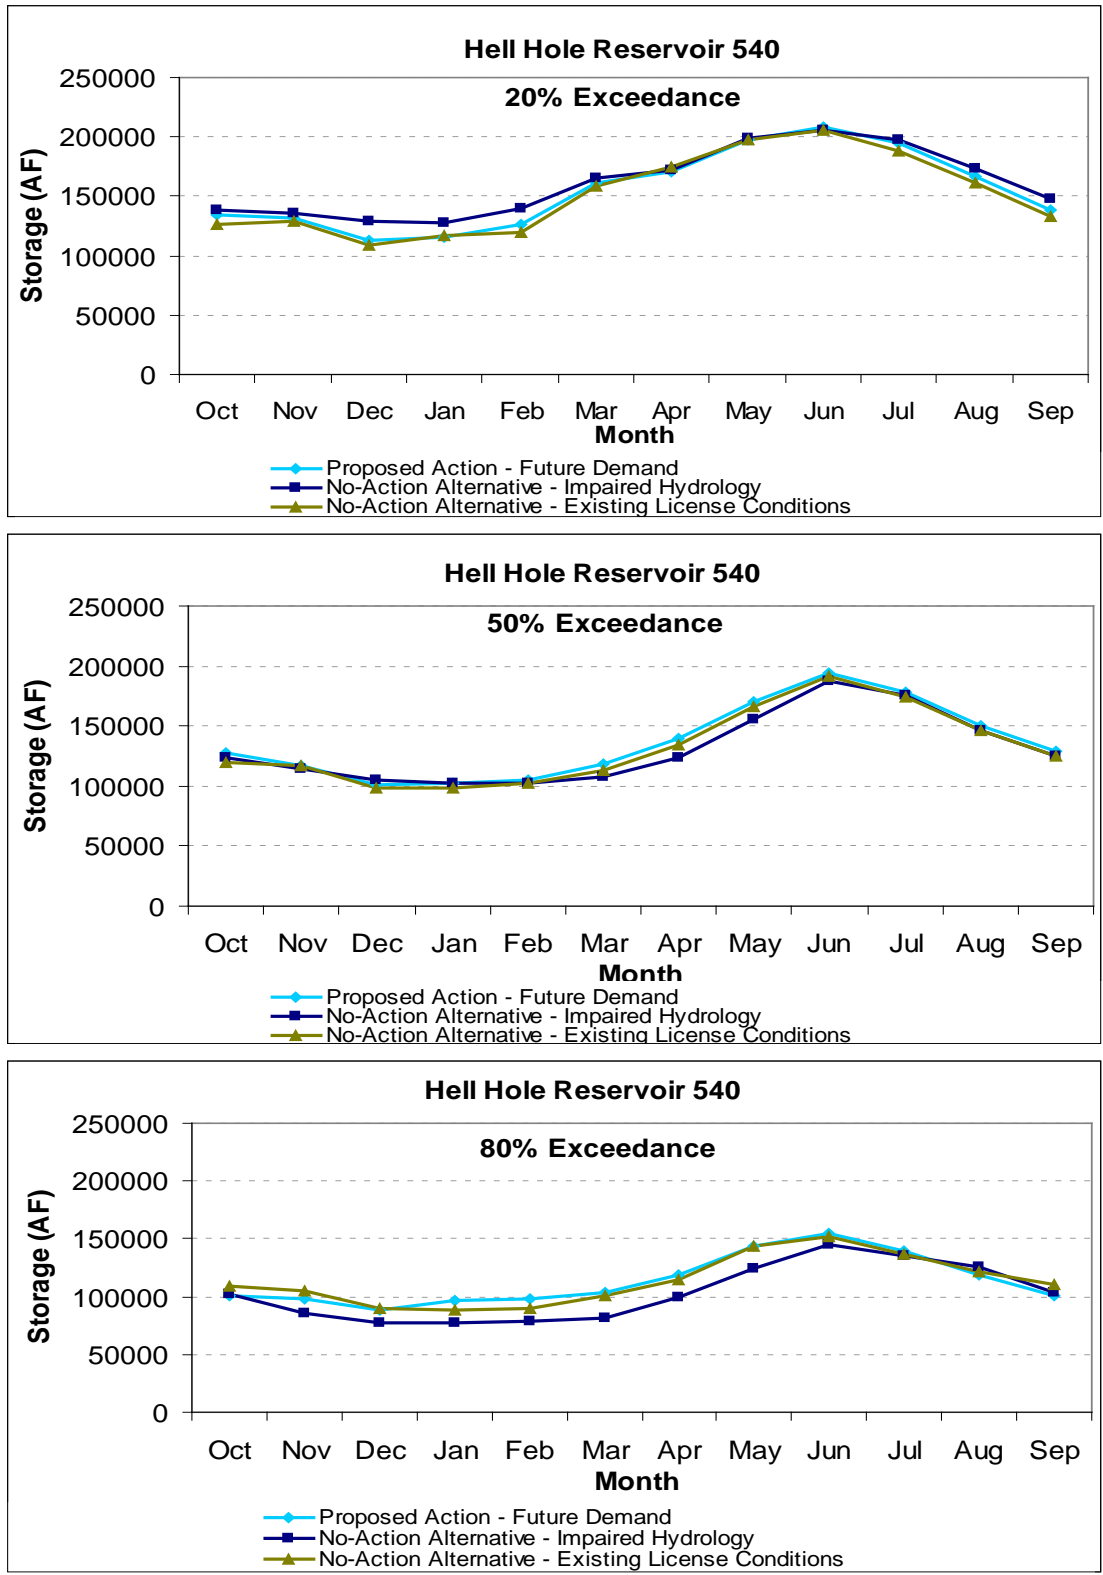 Hell Hole Reservoir 540
20% Exceedance
250000
200000
150000
100000
50000
0
Storage (AF)
Oct Nov Dec Jan Feb Mar Apr May Jun Jul Aug Sep
Month
Proposed Action - Future Demand
No-Action Alternative - Impaired Hydrology
No-Action Alternative - Existing License Conditions
Hell Hole Reservoir 540
50% Exceedance
250000
200000
150000
100000
50000
0
Storage (AF)
Oct Nov Dec Jan Feb Mar Apr May Jun Jul Aug Sep
Month
Proposed Action - Future Demand
No-Action Alternative - Impaired Hydrology
No-Action Alternative - Existing License Conditions
Hell Hole Reservoir 540
80% Exceedance
250000
200000
150000
100000
50000
0
Storage (AF)
Oct Nov Dec Jan Feb Mar Apr May Jun Jul Aug Sep
Month
Proposed Action - Future Demand
No-Action Alternative - Impaired Hydrology
No-Action Alternative - Existing License Conditions